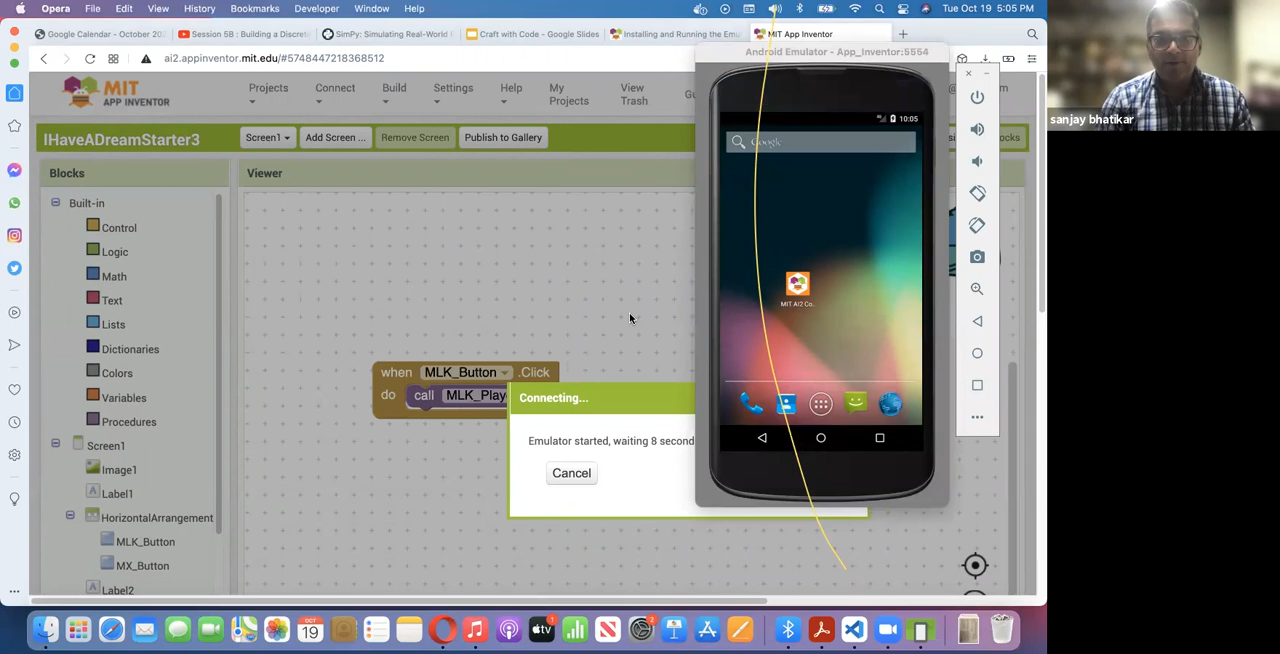 Opera File Edit View History Bookmarks Developer Window Help Tue Oct 19 5:05 PM
Google Calendar - October 20 Session 5B : Building a Discret SimPy: Simulating Real-World Craft with Code - Google Slides Installing and Running the Emu MIT App Inventor
ai2.appinventor.mit.edu/#5748447218368512
Android Emulator - App_Inventor:5554
MIT
APP INVENTOR
Projects Connect Build Settings Help My Projects View Trash
IHaveADreamStarter3 Screen1 Add Screen ... Remove Screen Publish to Gallery
Blocks
Viewer
Built-in
Control
Logic
Math
Text
Lists
Dictionaries
Colors
Variables
Procedures
Screen1
Image1
Label1
HorizontalArrangement
MLK_Button
MX_Button
Label2
when MLK_Button .Click
do call MLK_Play
Connecting...
Emulator started, waiting 8 second
Cancel
10:05
Google
MIT AI2 Co..
sanjay bhatikar
OCT
19
tv
1
2